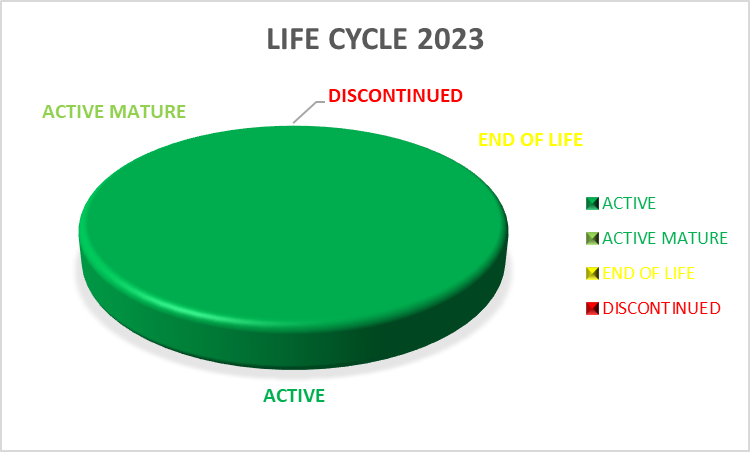 LIFE CYCLE 2023
DISCONTINUED
ACTIVE MATURE
END OF LIFE
ACTIVE
ACTIVE MATURE
END OF LIFE
DISCONTINUED
ACTIVE